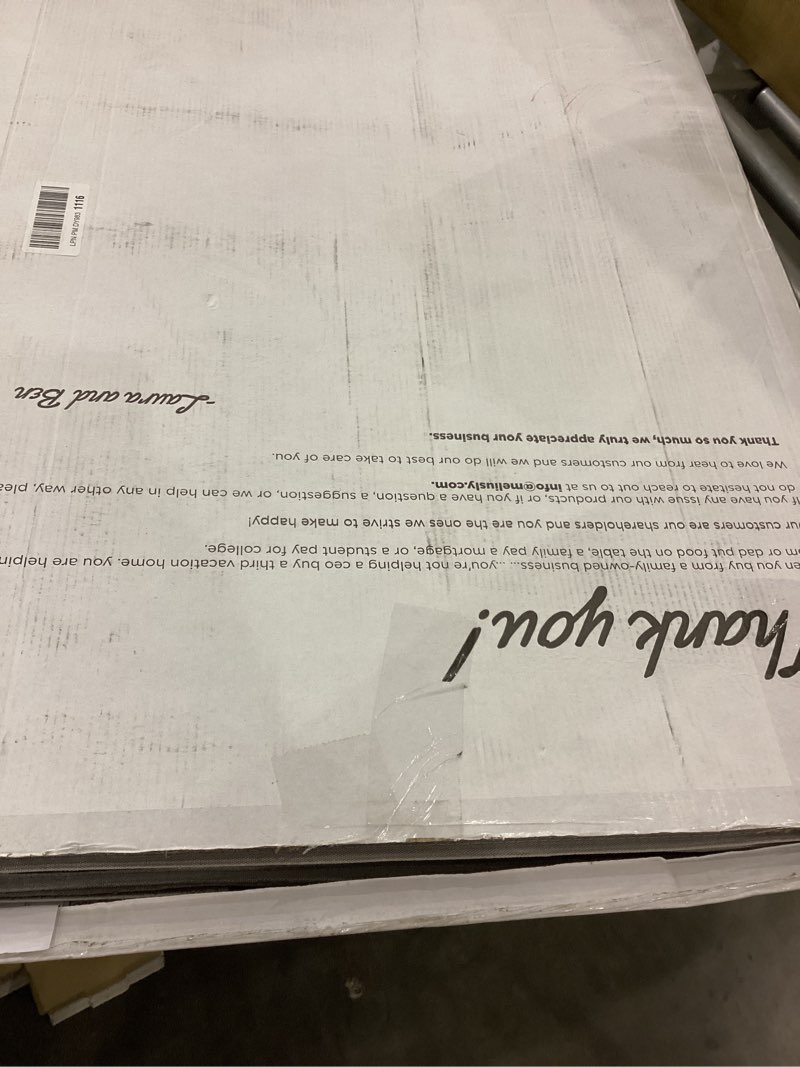 Thank you!
en you buy from a family-owned business... ...you're not helping a ceo buy a third vacation home. you are helpin
om or dad put food on the table, a family pay a mortgage, or a student pay for college.
ur customers are our shareholders and you are the ones we strive to make happy!
If you have any issue with our products, or if you have a question, a suggestion, or we can help in any other way, plea
do not hesitate to reach out to us at info@meliusly.com.
We love to hear from our customers and we will do our best to take care of you.
Thank you so much, we truly appreciate your business.
-Laura and Ben
LPN PM DY983 1116